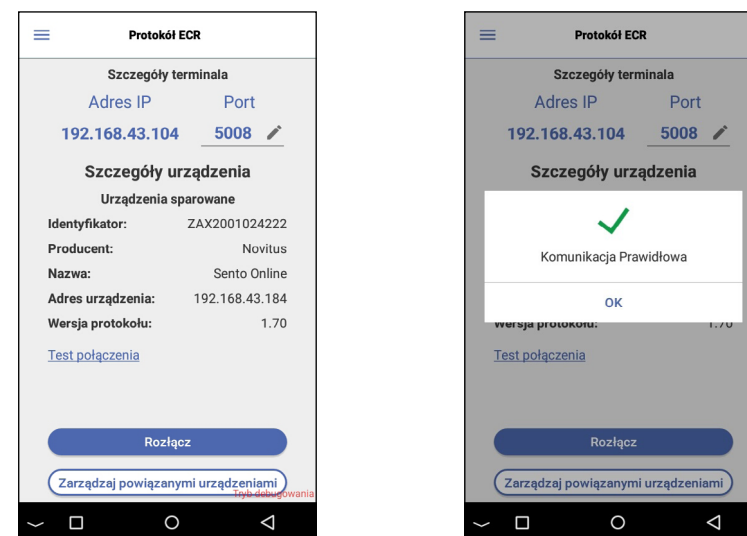 Protokół ECR
Szczegóły terminala
Adres IP Port
192.168.43.104 5008
Szczegóły urządzenia
Urządzenia sparowane
Identyfikator: ZAX2001024222
Producent: Novitus
Nazwa: Sento Online
Adres urządzenia: 192.168.43.184
Wersja protokołu: 1.70
Test połączenia
Rozłącz
Zarządzaj powiązanymi urządzeniami
Tryb debugowania
Protokół ECR
Szczegóły terminala
Adres IP Port
192.168.43.104 5008
Szczegóły urządzenia
Komunikacja Prawidłowa
OK
Wersja protokołu: 1.70
Test połączenia
Rozłącz
Zarządzaj powiązanymi urządzeniami